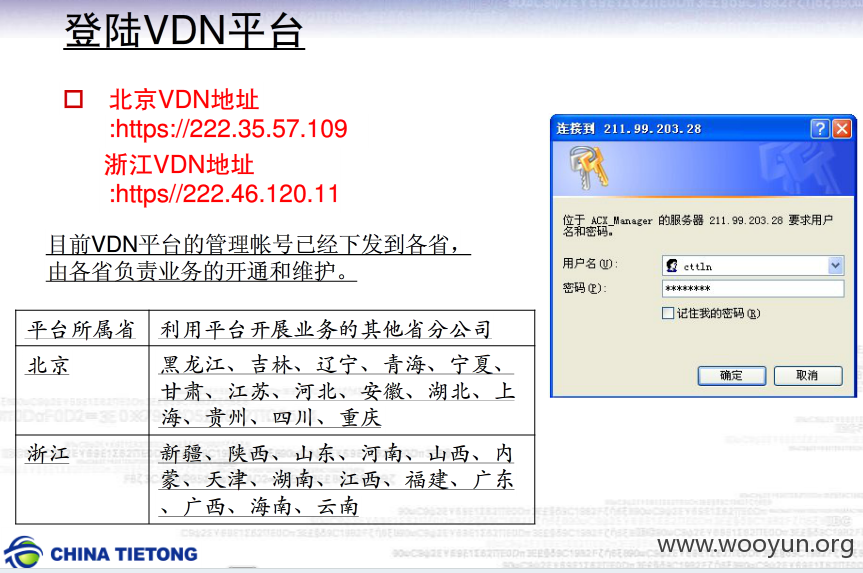 登陆VDN平台
北京VDN地址
:https://222.35.57.109
浙江VDN地址
:https//222.46.120.11
目前VDN平台的管理帐号已经下发到各省，
由各省负责业务的开通和维护。
平台所属省
利用平台开展业务的其他省分公司
北京
黑龙江、吉林、辽宁、青海、宁夏、
甘肃、江苏、河北、安徽、湖北、上
海、贵州、四川、重庆
浙江
新疆、陕西、山东、河南、山西、内
蒙、天津、湖南、江西、福建、广东
、广西、海南、云南
连接到 211.99.203.28
位于 ACX_Manager 的服务器 211.99.203.28 要求用户
名和密码。
用户名(U):
cttln
密码(P):
********
记住我的密码(R)
确定
取消
CHINA TIETONG
www.wooyun.org